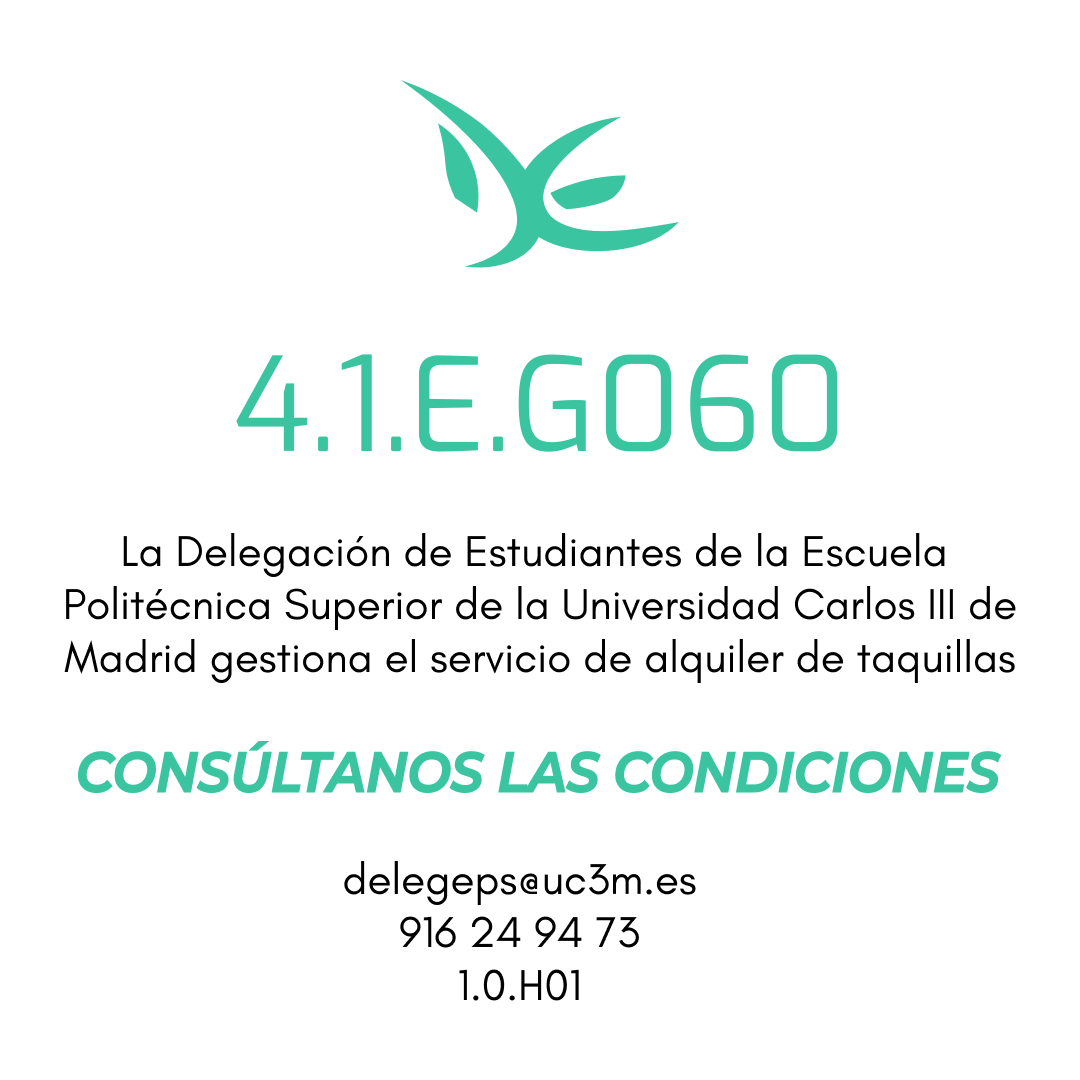 4.1.E.G060
La Delegación de Estudiantes de la Escuela
Politécnica Superior de la Universidad Carlos III de
Madrid gestiona el servicio de alquiler de taquillas
CONSÚLTANOS LAS CONDICIONES
delegeps@uc3m.es
916 24 94 73
1.0.H01